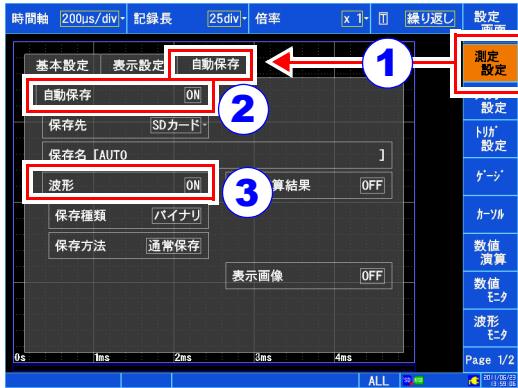 時間軸 200μs/div 記録長 25div 倍率 x 1 繰り返し 設定
画面
測定
設定
基本設定 表示設定 自動保存
1
自動保存 ON
2
設定
保存先 SDカード
トリガ
設定
保存名 [AUTO ]
波形 ON
3
算結果 OFF
ゲージ
保存種類 バイナリ
カーソル
保存方法 通常保存
数値
演算
表示画像 OFF
数値
モニタ
波形
モニタ
0s 1ms 2ms 3ms 4ms
Page 1/2
ALL
2011/06/23